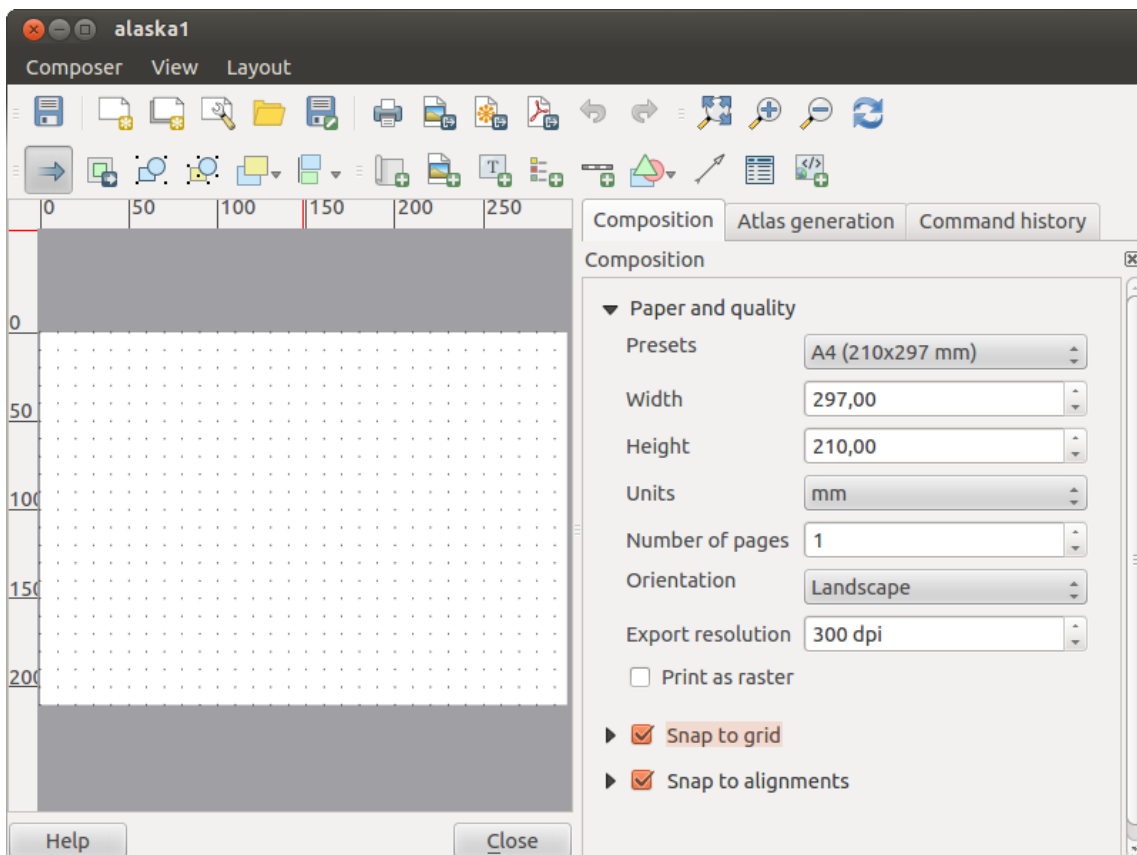 alaska1
Composer View Layout
T
</>
0 50 100 150 200 250
0
50
100
150
200
Composition Atlas generation Command history
Composition
Paper and quality
Presets A4 (210x297 mm)
Width 297,00
Height 210,00
Units mm
Number of pages 1
Orientation Landscape
Export resolution 300 dpi
Print as raster
Snap to grid
Snap to alignments
Help Close